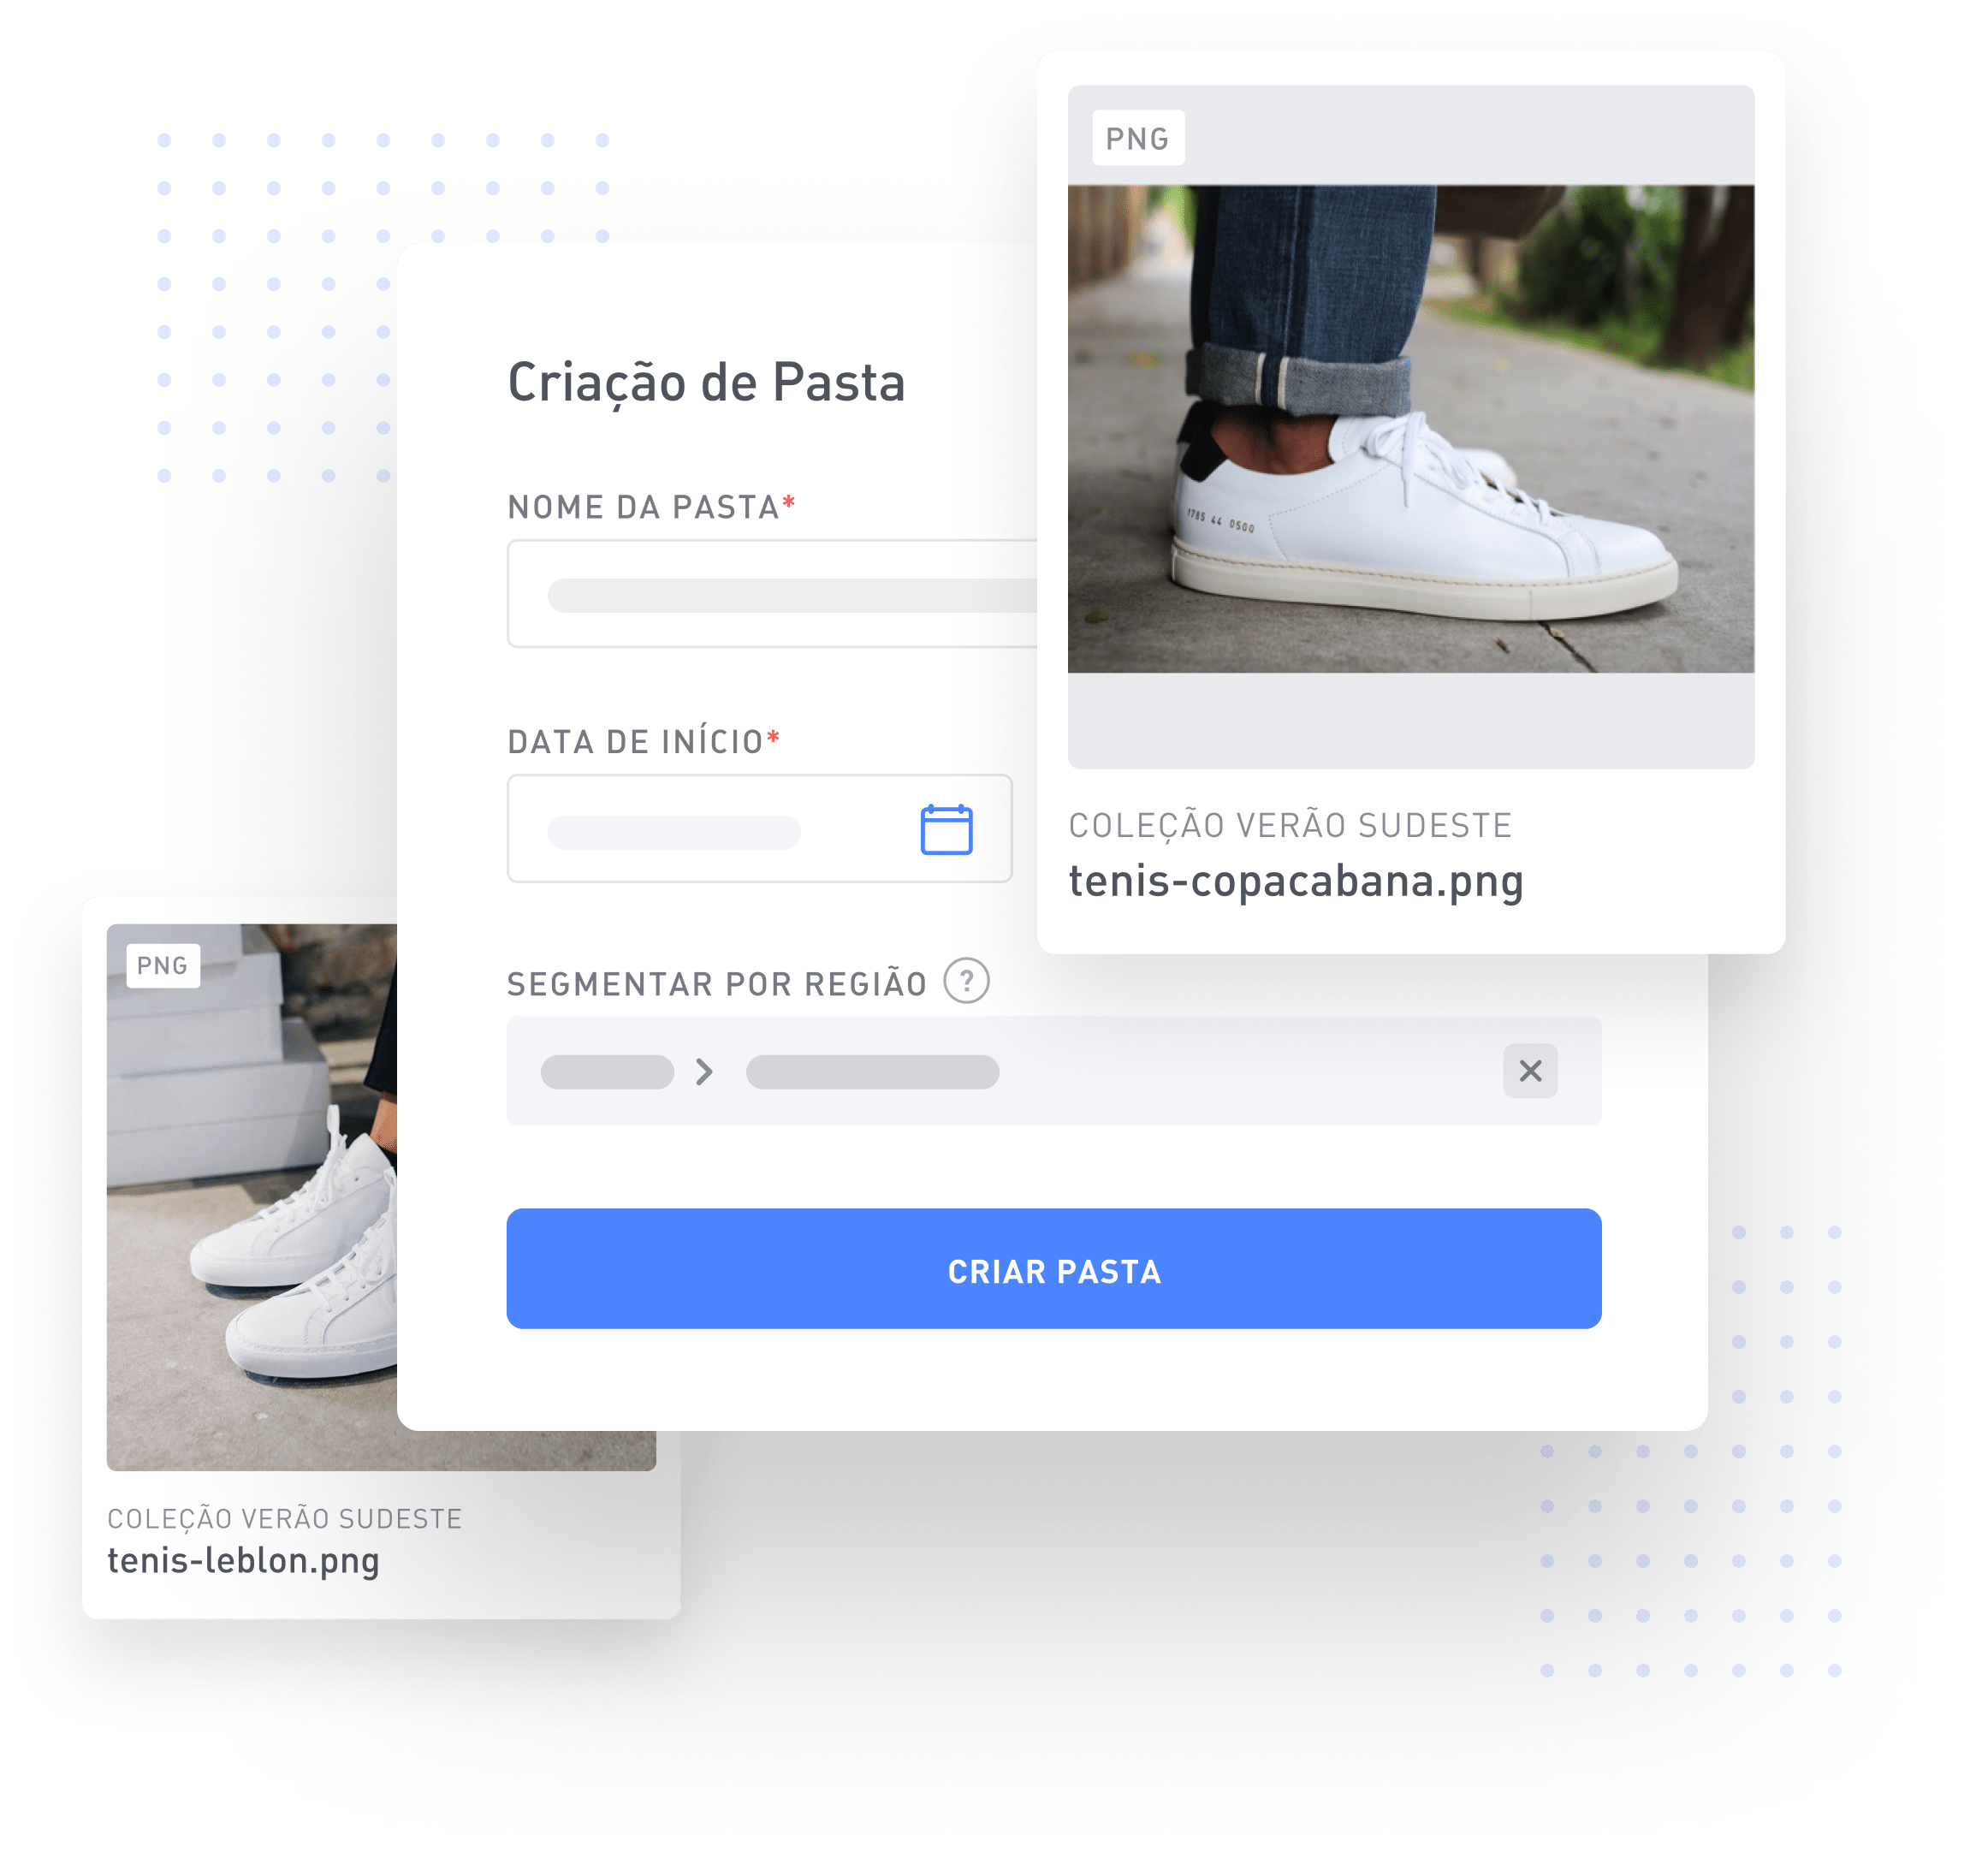 PNG
1785 44 0500
COLEÇÃO VERÃO SUDESTE
tenis-copacabana.png
Criação de Pasta
NOME DA PASTA*
DATA DE INÍCIO*
SEGMENTAR POR REGIÃO ?
CRIAR PASTA
PNG
COLEÇÃO VERÃO SUDESTE
tenis-leblon.png